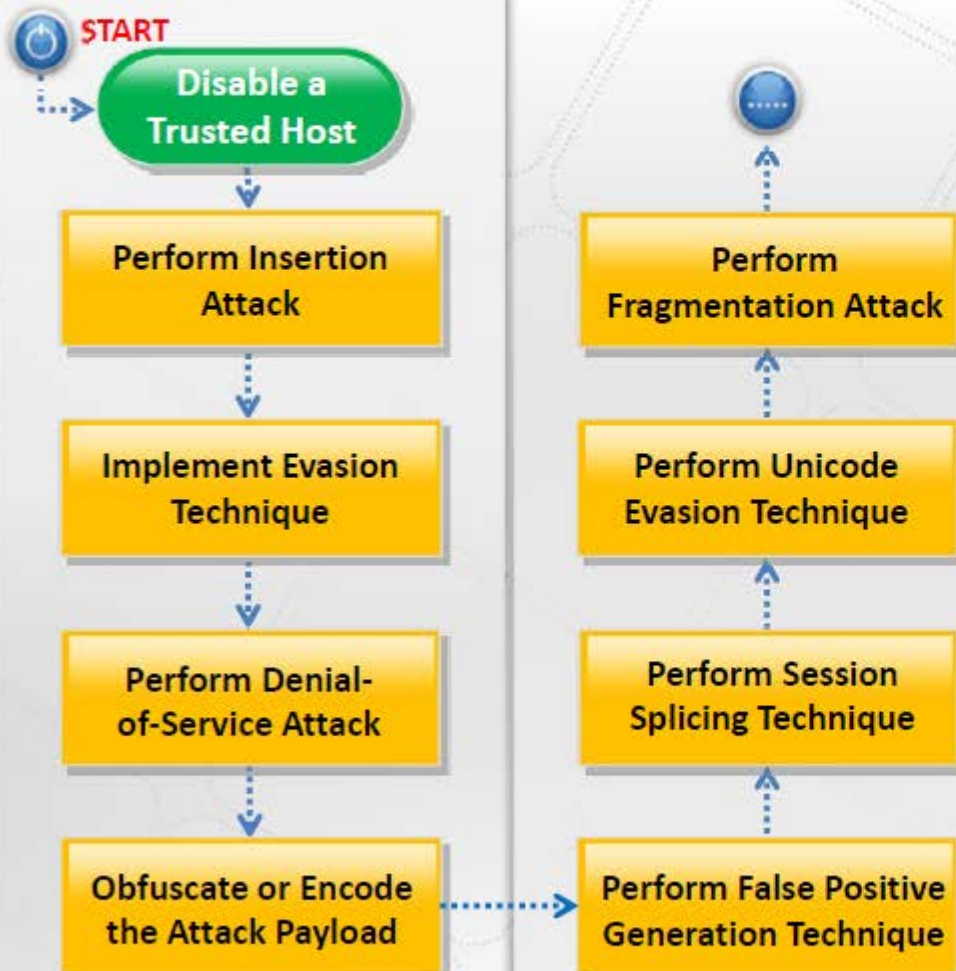 START
Disable a
Trusted Host
Perform Insertion
Attack
Implement Evasion
Technique
Perform Denial-
of-Service Attack
Obfuscate or Encode
the Attack Payload
Perform False Positive
Generation Technique
Perform Session
Splicing Technique
Perform Unicode
Evasion Technique
Perform
Fragmentation Attack